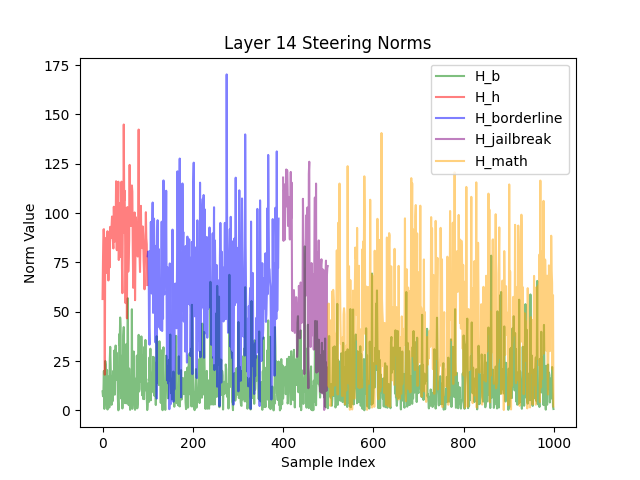 Layer 14 Steering Norms
H_b
H_h
H_borderline
H_jailbreak
H_math
Norm Value
175
150
125
100
75
50
25
0
0 200 400 600 800 1000
Sample Index